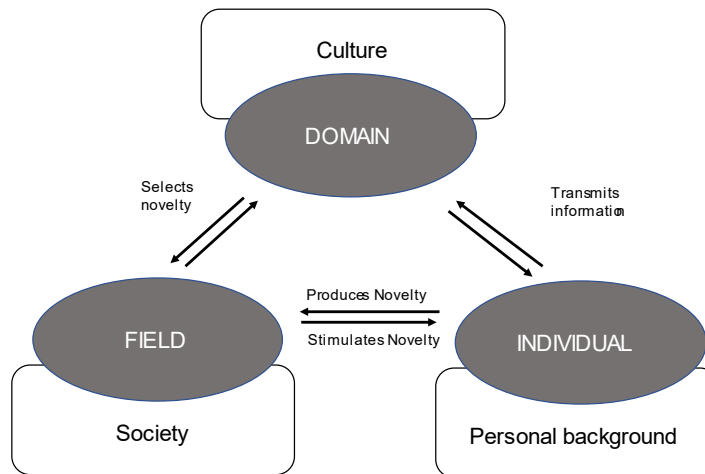 Culture
DOMAIN
Selects
novelty
Transmits
information
Produces Novelty
Stimulates Novelty
FIELD
INDIVIDUAL
Society
Personal background